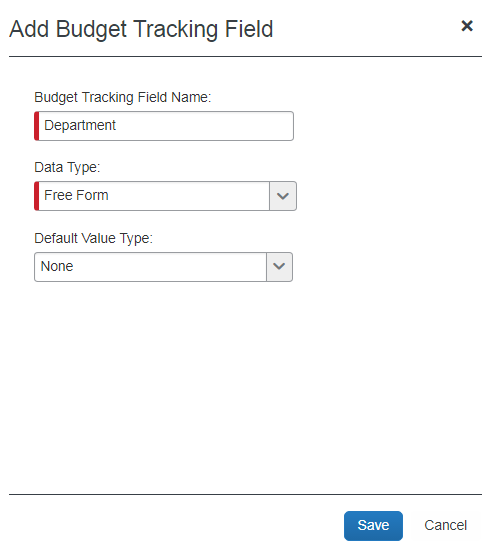 Add Budget Tracking Field ×
Budget Tracking Field Name:
Department
Data Type:
Free Form
Default Value Type:
None
Save Cancel